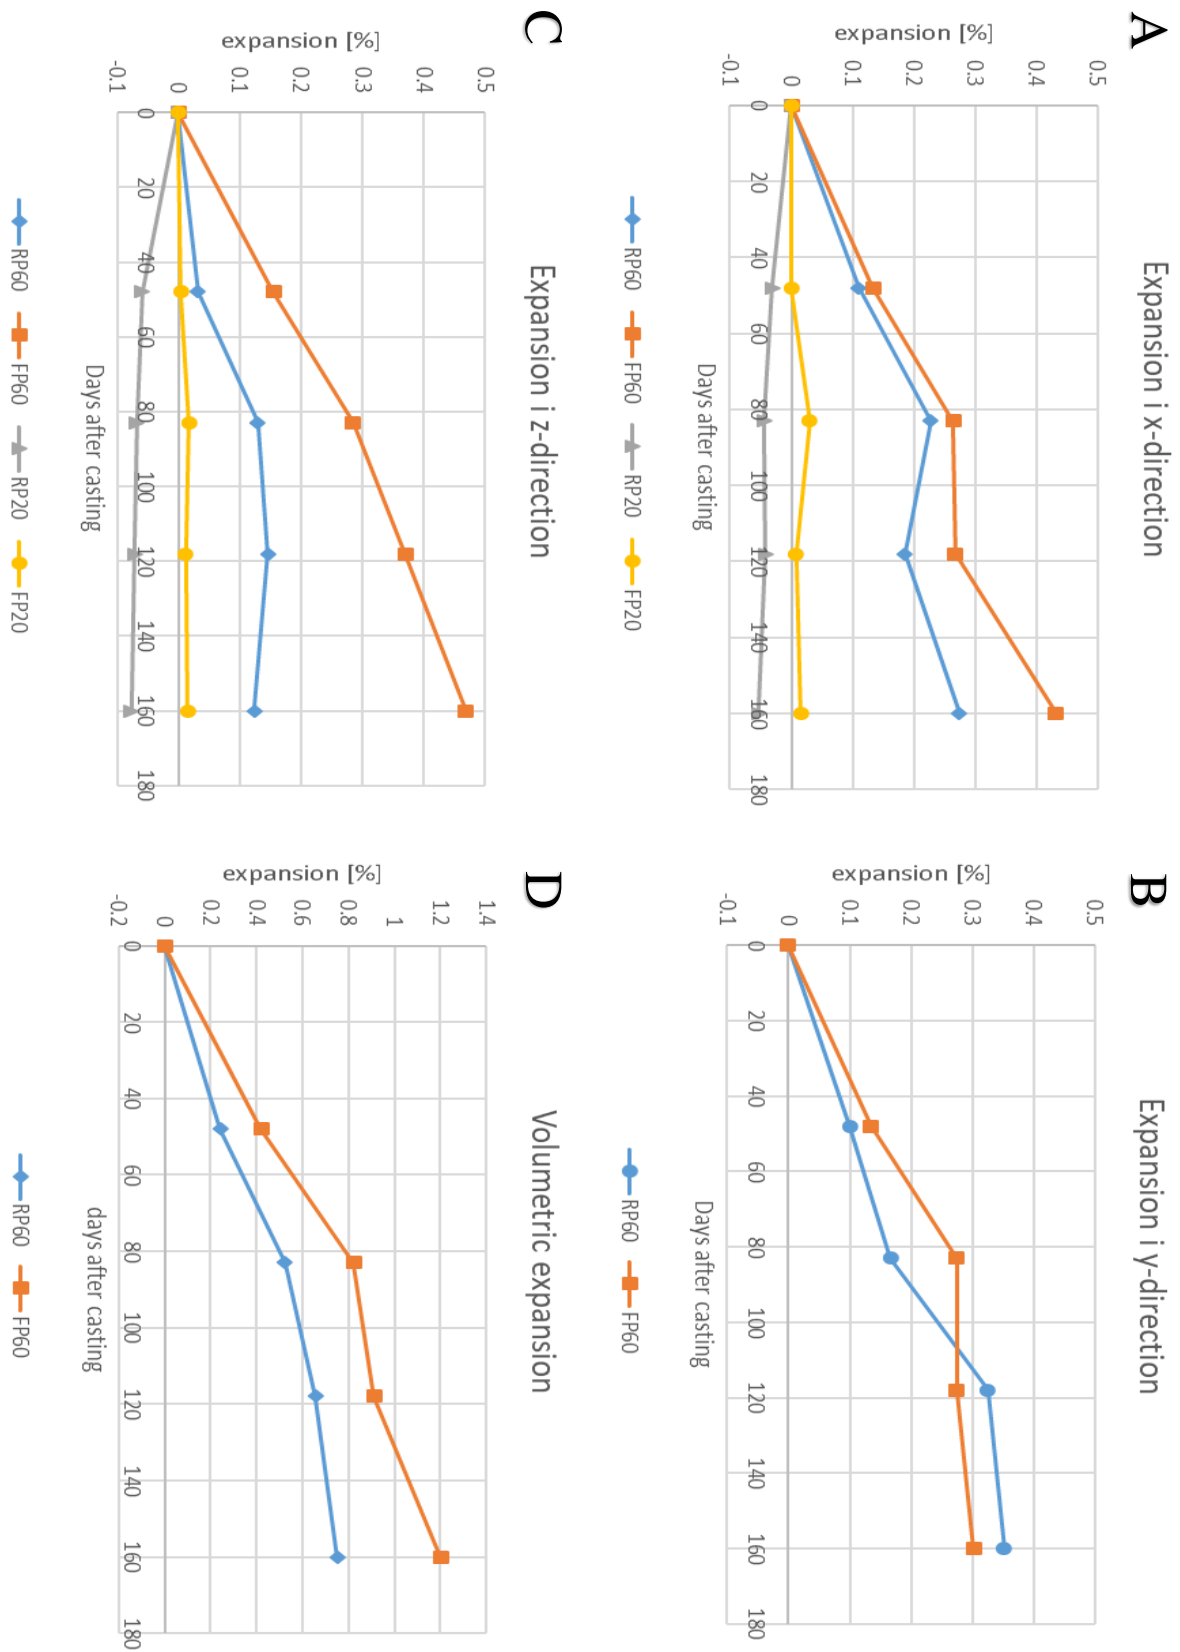 A
Expansion i x-direction
expansion [%]
0.5
0.4
0.3
0.2
0.1
0
-0.1
0 20 40 60 80 100 120 140 160 180
Days after casting
RP60 FP60 RP20 FP20
B
Expansion i y-direction
expansion [%]
0.5
0.4
0.3
0.2
0.1
0
-0.1
0 20 40 60 80 100 120 140 160 180
Days after casting
RP60 FP60
C
Expansion i z-direction
expansion [%]
0.5
0.4
0.3
0.2
0.1
0
-0.1
0 20 40 60 80 100 120 140 160 180
Days after casting
RP60 FP60 RP20 FP20
D
Volumetric expansion
expansion [%]
1.4
1.2
1
0.8
0.6
0.4
0.2
0
-0.2
0 20 40 60 80 100 120 140 160 180
days after casting
RP60 FP60